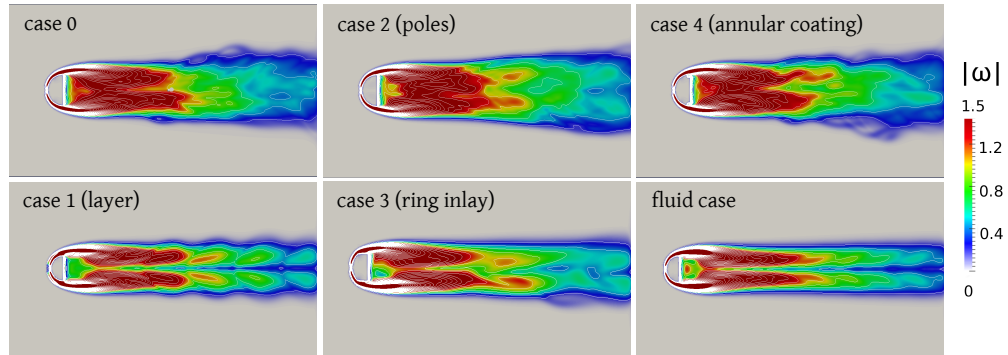 case 0
case 2 (poles)
case 4 (annular coating)
case 1 (layer)
case 3 (ring inlay)
fluid case
|ω|
1.5
1.2
0.8
0.4
0